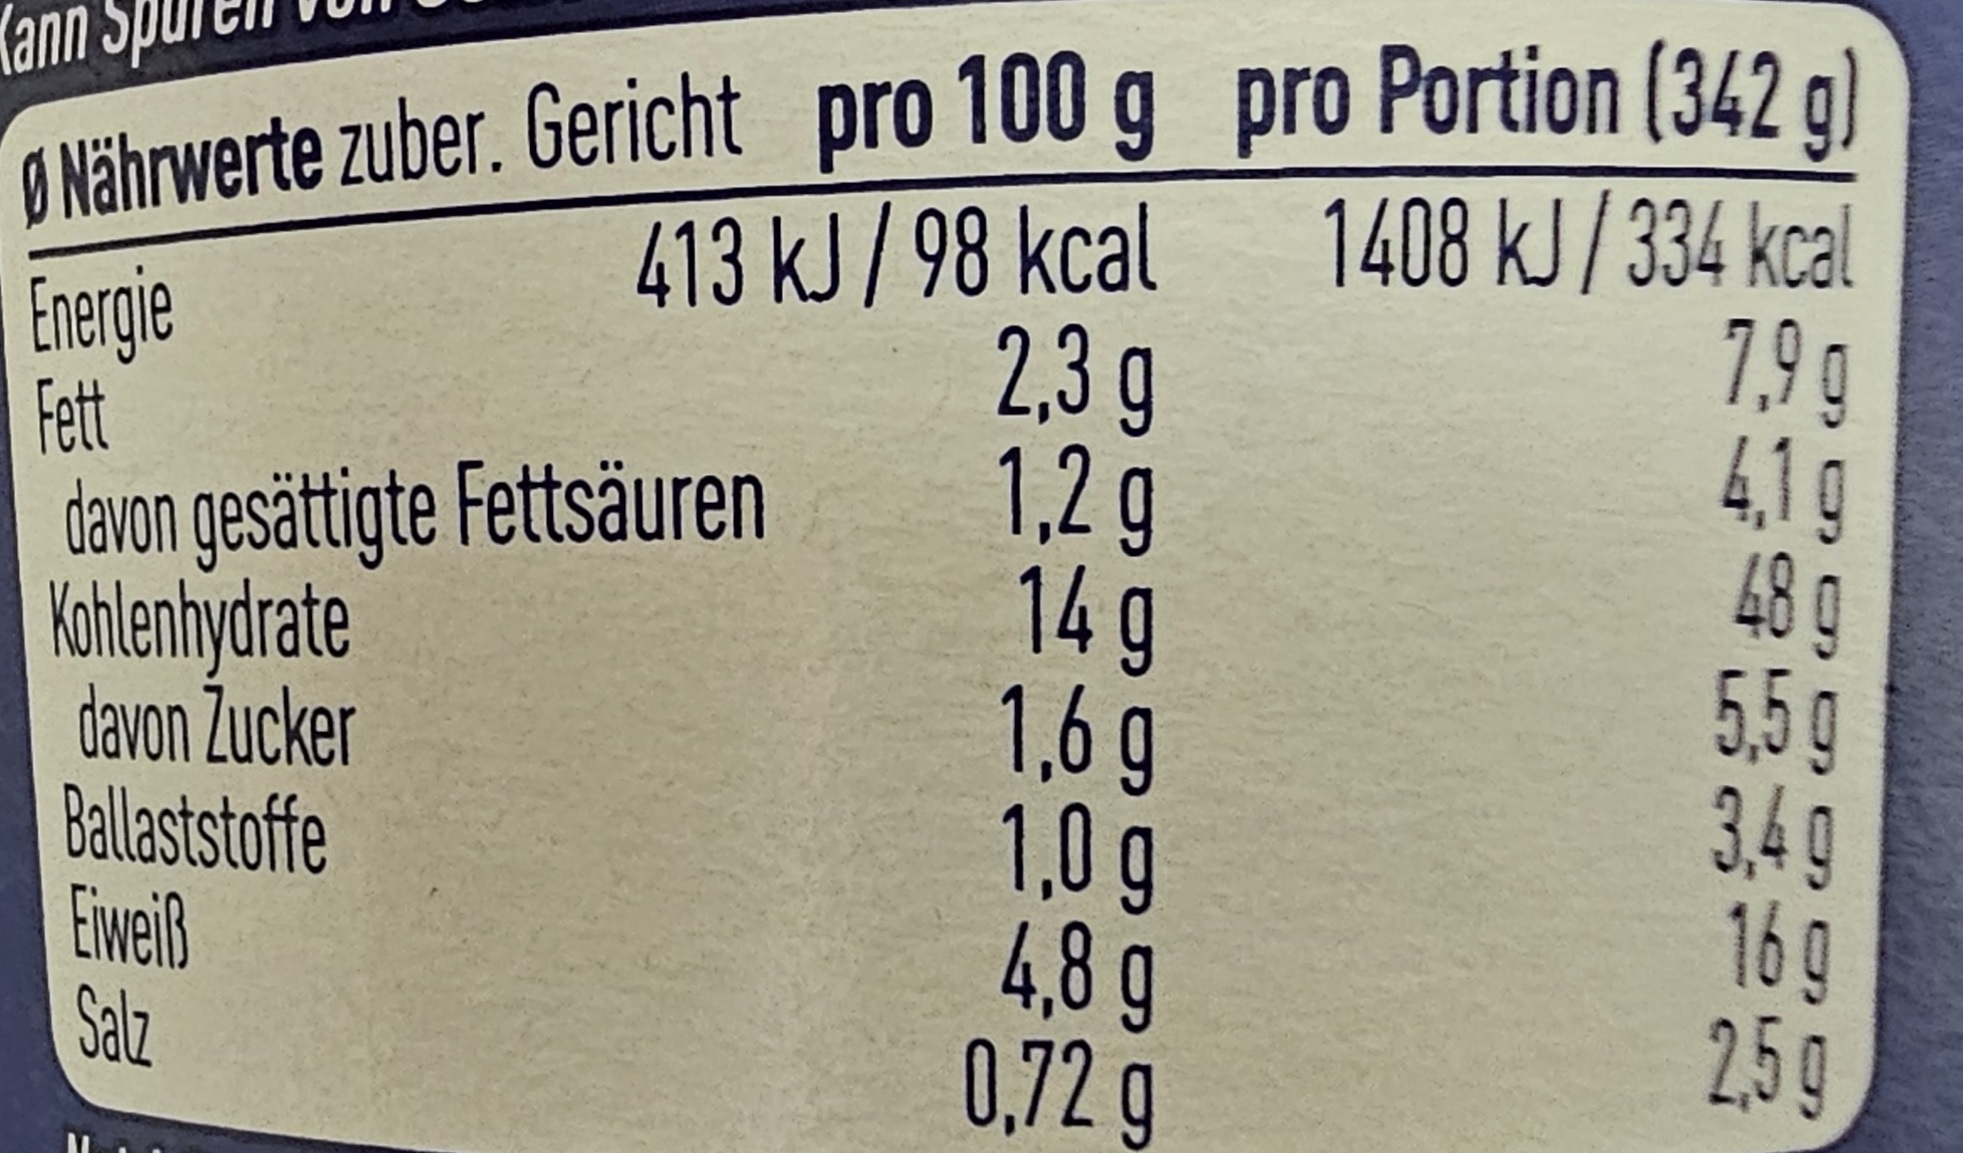 Kann Spuren von
Ø Nährwerte zuber. Gericht pro 100 g pro Portion (342 g)
Energie 413 kJ / 98 kcal 1408 kJ / 334 kcal
Fett 2,3 g 7,9 g
davon gesättigte Fettsäuren 1,2 g 4,1 g
Kohlenhydrate 14 g 48 g
davon Zucker 1,6 g 5,5 g
Ballaststoffe 1,0 g 3,4 g
Eiweiß 4,8 g 16 g
Salz 0,72 g 2,5 g